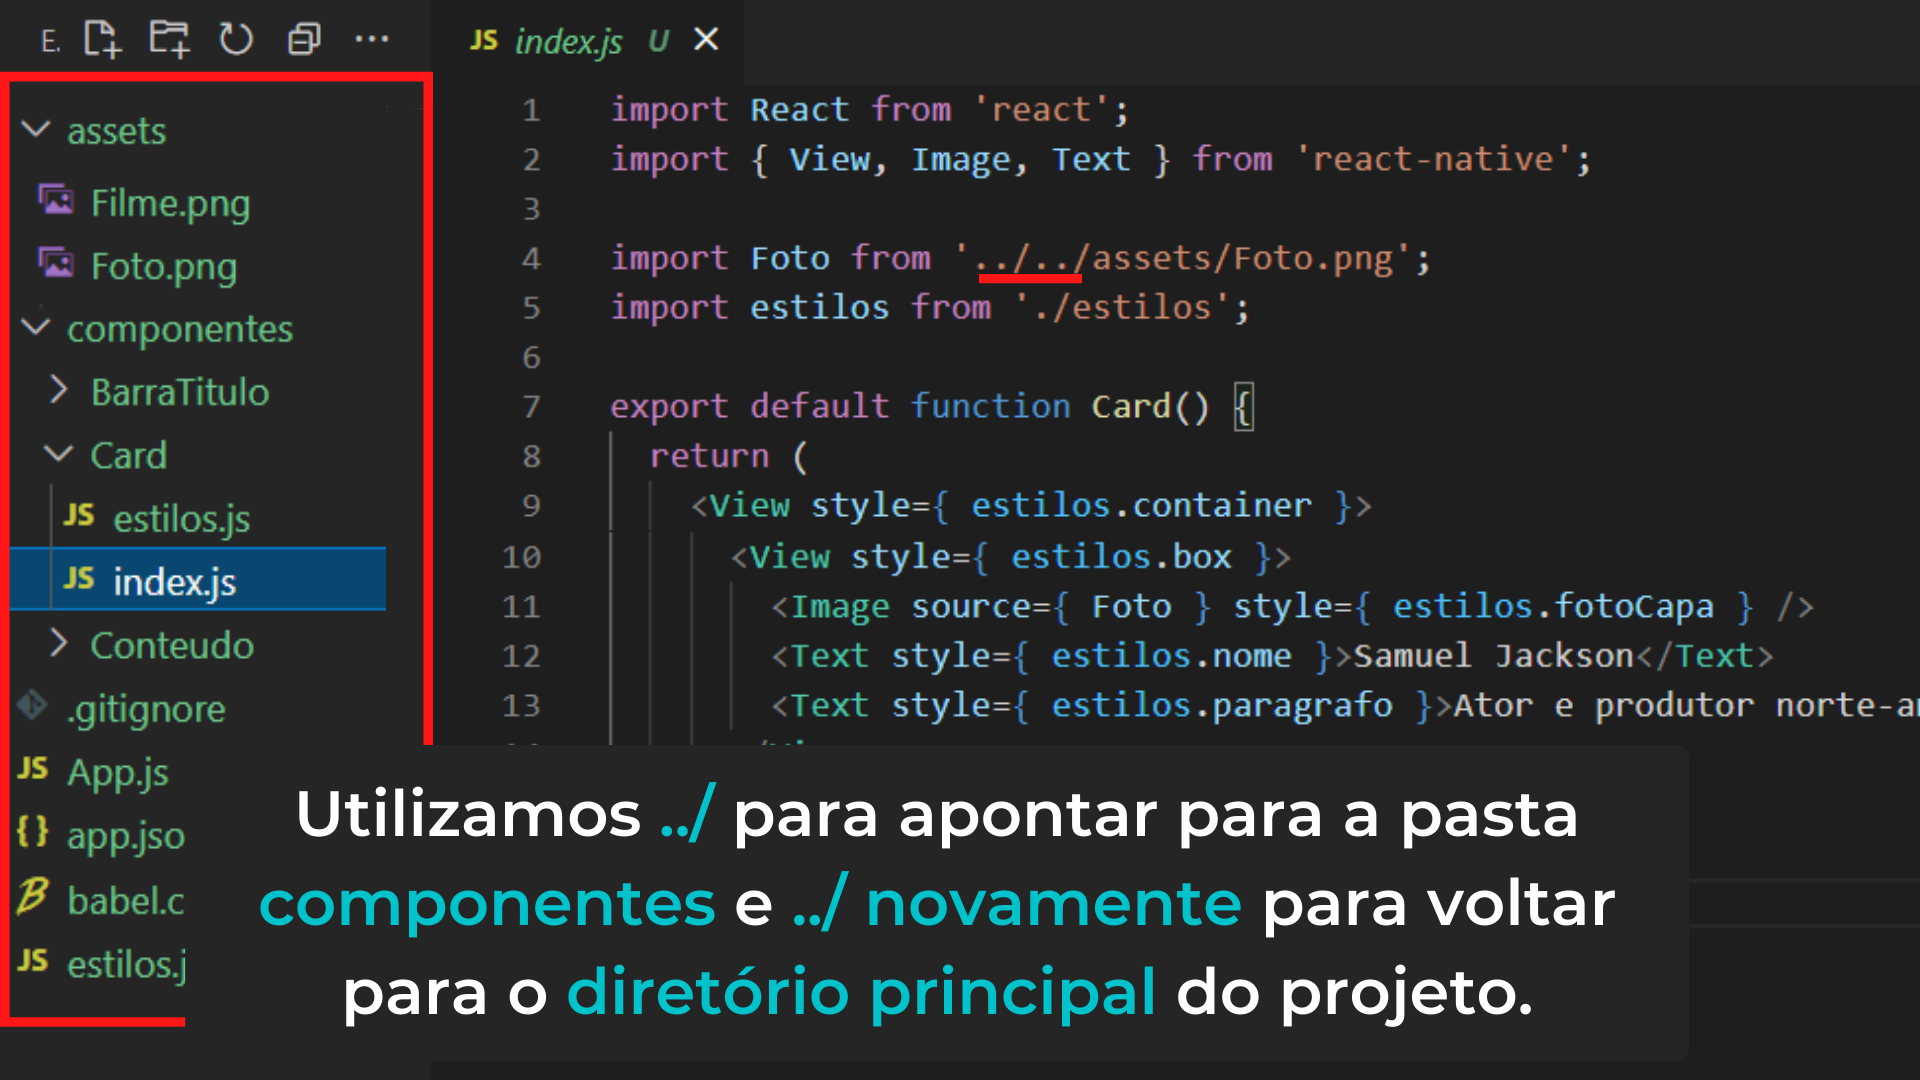 E.
assets
Filme.png
Foto.png
componentes
BarraTitulo
Card
JS estilos.js
JS index.js
Conteudo
.gitignore
JS App.js
{} app.jso
babel.c
JS estilos.j
JS index.js U
1 import React from 'react';
2 import { View, Image, Text } from 'react-native';
3
4 import Foto from '../../assets/Foto.png';
5 import estilos from './estilos';
6
7 export default function Card() {
8 return (
9 <View style={ estilos.container }>
10 <View style={ estilos.box }>
11 <Image source={ Foto } style={ estilos.fotoCapa } />
12 <Text style={ estilos.nome }>Samuel Jackson</Text>
13 <Text style={ estilos.paragrafo }>Ator e produtor norte-a
Utilizamos ../ para apontar para a pasta
componentes e ../ novamente para voltar
para o diretório principal do projeto.